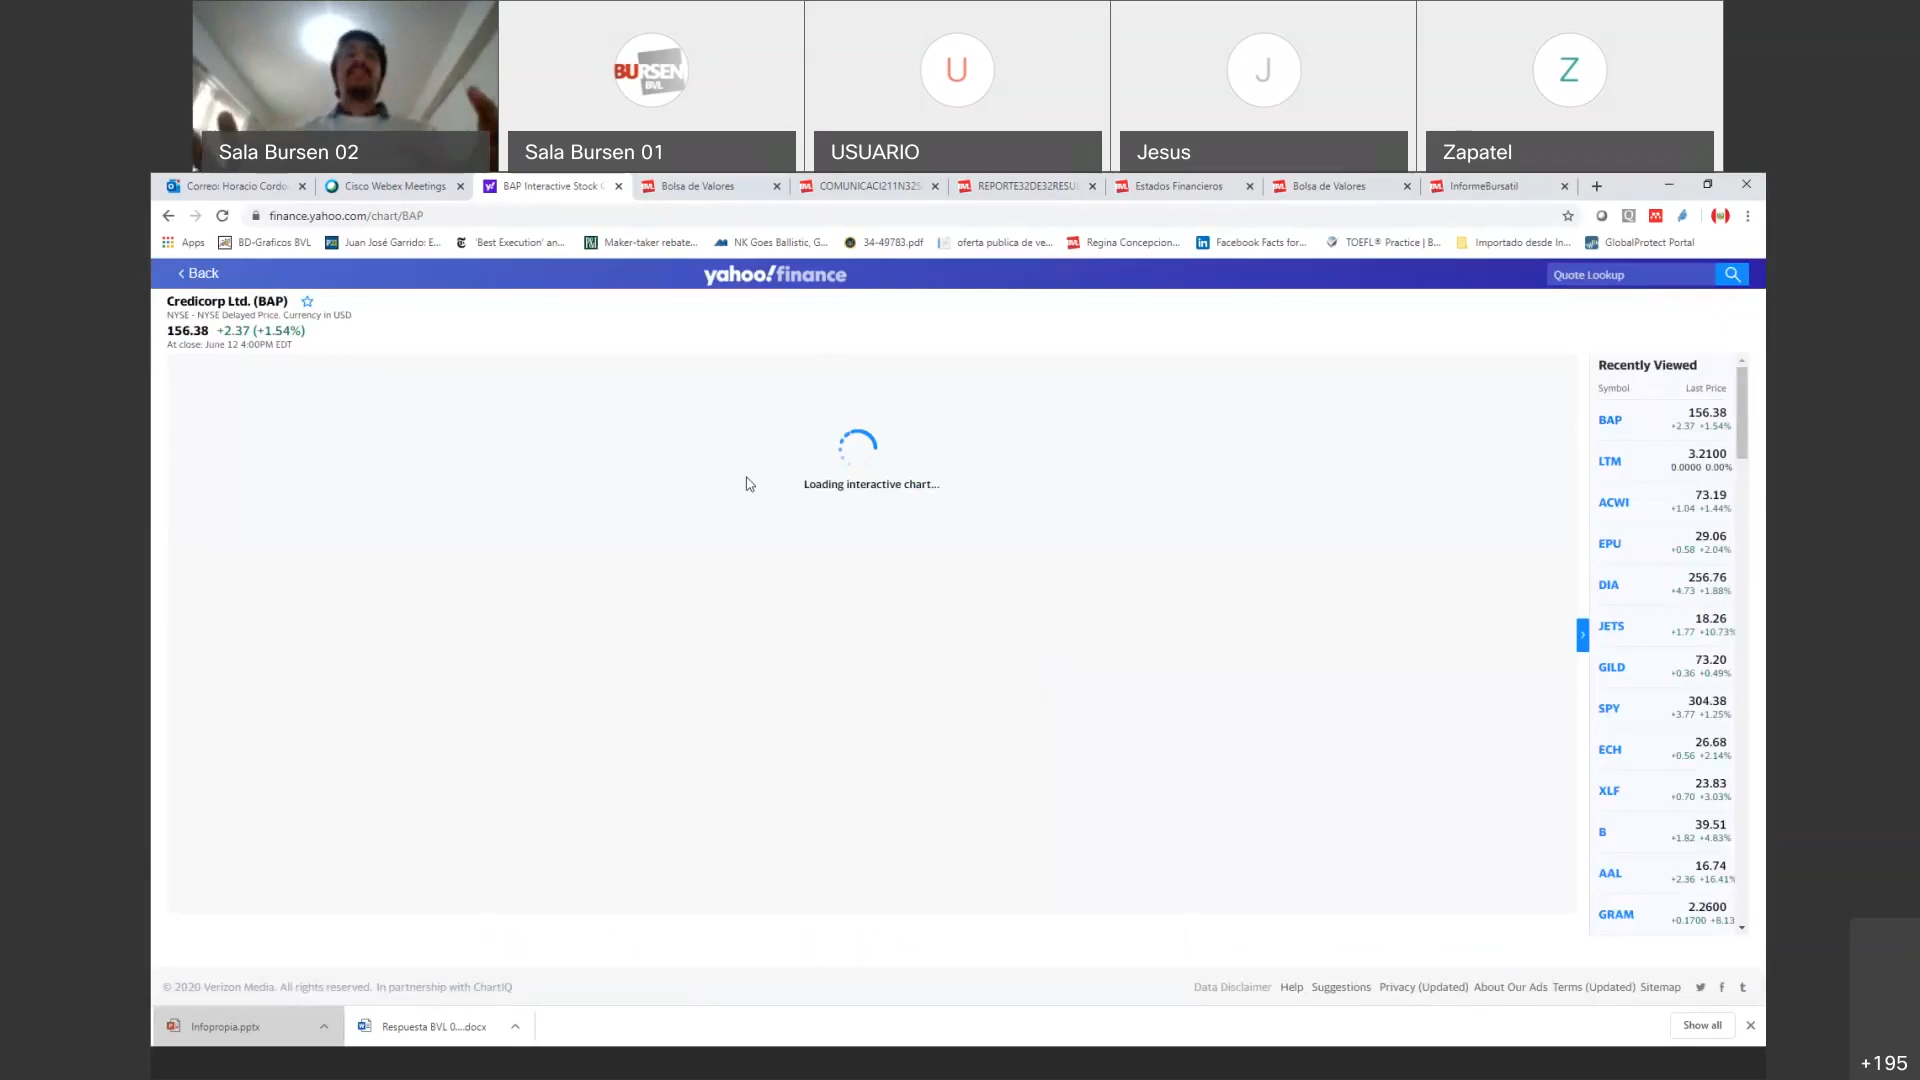 BURSEN
BVL
U
J
Z
Sala Bursen 02
Sala Bursen 01
USUARIO
Jesus
Zapatel
Correo: Horacio Cordo
Cisco Webex Meetings
BAP Interactive Stock C
Bolsa de Valores
COMUNICACI211N32S
REPORTE32DE32RESUL
Estados Financieros
Bolsa de Valores
InformeBursatil
finance.yahoo.com/chart/BAP
Apps
BD-Graficos BVL
Juan José Garrido: E...
'Best Execution' an...
Maker-taker rebate...
NK Goes Ballistic, G...
34-49783.pdf
oferta publica de ve...
Regina Concepcion...
Facebook Facts for...
TOEFL® Practice | B...
Importado desde In...
GlobalProtect Portal
Back
yahoo!finance
Quote Lookup
Credicorp Ltd. (BAP)
NYSE - NYSE Delayed Price. Currency in USD
156.38 +2.37 (+1.54%)
At close: June 12 4:00PM EDT
Loading interactive chart...
Recently Viewed
Symbol Last Price
BAP 156.38
+2.37 +1.54%
LTM 3.2100
0.0000 0.00%
ACWI 73.19
+1.04 +1.44%
EPU 29.06
+0.58 +2.04%
DIA 256.76
+4.73 +1.88%
JETS 18.26
+1.77 +10.73%
GILD 73.20
+0.36 +0.49%
SPY 304.38
+3.77 +1.25%
ECH 26.68
+0.56 +2.14%
XLF 23.83
+0.70 +3.03%
B 39.51
+1.82 +4.83%
AAL 16.74
+2.36 +16.41%
GRAM 2.2600
+0.1700 +8.13
© 2020 Verizon Media. All rights reserved. In partnership with ChartIQ
Data Disclaimer Help Suggestions Privacy (Updated) About Our Ads Terms (Updated) Sitemap
Infopropia.pptx
Respuesta BVL 0....docx
Show all
+195